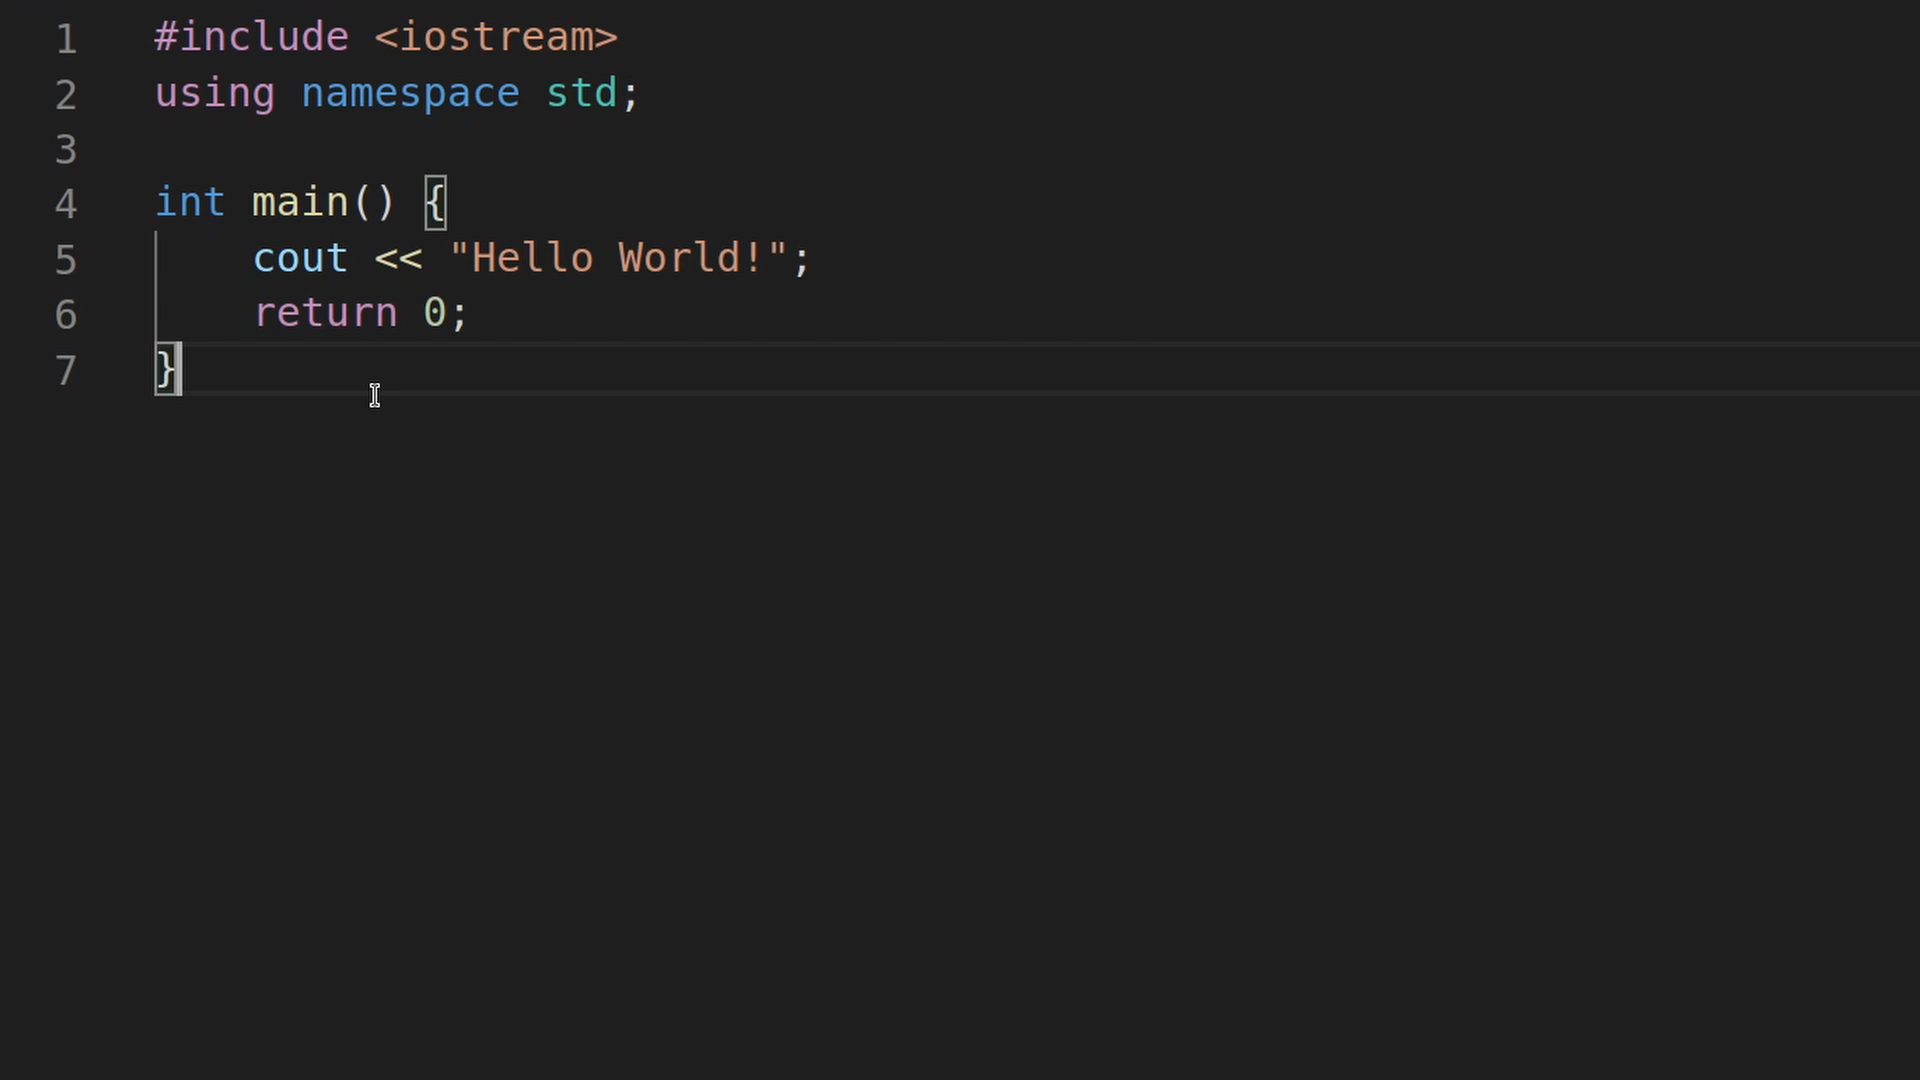 1 #include <iostream>
2 using namespace std;
3
4 int main() {
5     cout << "Hello World!";
6     return 0;
7 }